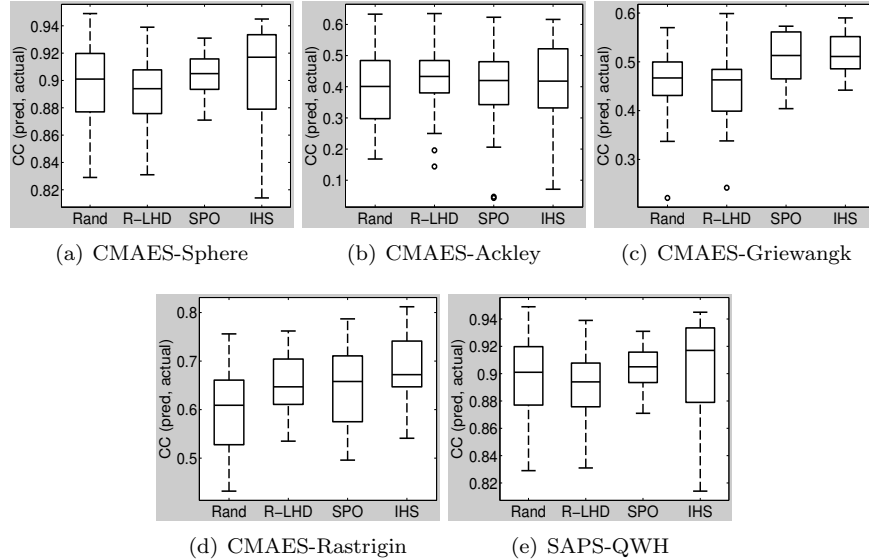 CC (pred, actual)
0.94
0.92
0.9
0.88
0.86
0.84
0.82
Rand R−LHD SPO IHS
(a) CMAES-Sphere
CC (pred, actual)
0.6
0.5
0.4
0.3
0.2
0.1
Rand R−LHD SPO IHS
(b) CMAES-Ackley
CC (pred, actual)
0.6
0.5
0.4
0.3
Rand R−LHD SPO IHS
(c) CMAES-Griewangk
CC (pred, actual)
0.8
0.7
0.6
0.5
Rand R−LHD SPO IHS
(d) CMAES-Rastrigin
CC (pred, actual)
0.94
0.92
0.9
0.88
0.86
0.84
0.82
Rand R−LHD SPO IHS
(e) SAPS-QWH